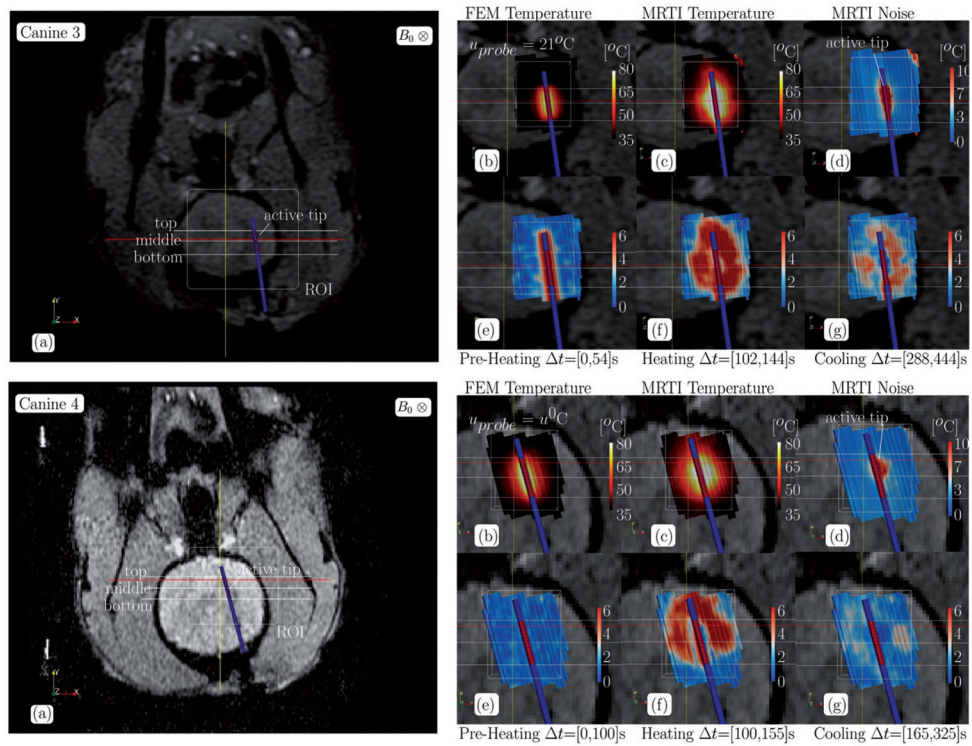 Canine 3
B₀ ⊗
top
middle
bottom
active tip
ROI
Y
Z X
(a)
FEM Temperature
MRTI Temperature
MRTI Noise
u_probe = 21°C
[°C]
80
65
50
35
(b)
[°C]
80
65
50
35
(c)
active tip
[°C]
10
7
3
0
(d)
6
4
2
0
(e)
6
4
2
0
(f)
6
4
2
0
(g)
Pre-Heating Δt=[0,54]s
Heating Δt=[102,144]s
Cooling Δt=[288,444]s
Canine 4
B₀ ⊗
top
middle
bottom
active tip
ROI
Y
Z X
(a)
FEM Temperature
MRTI Temperature
MRTI Noise
u_probe = u⁰C
[°C]
80
65
50
35
(b)
[°C]
80
65
50
35
(c)
active tip
[°C]
10
7
3
0
(d)
6
4
2
0
(e)
6
4
2
0
(f)
6
4
2
0
(g)
Pre-Heating Δt=[0,100]s
Heating Δt=[100,155]s
Cooling Δt=[165,325]s